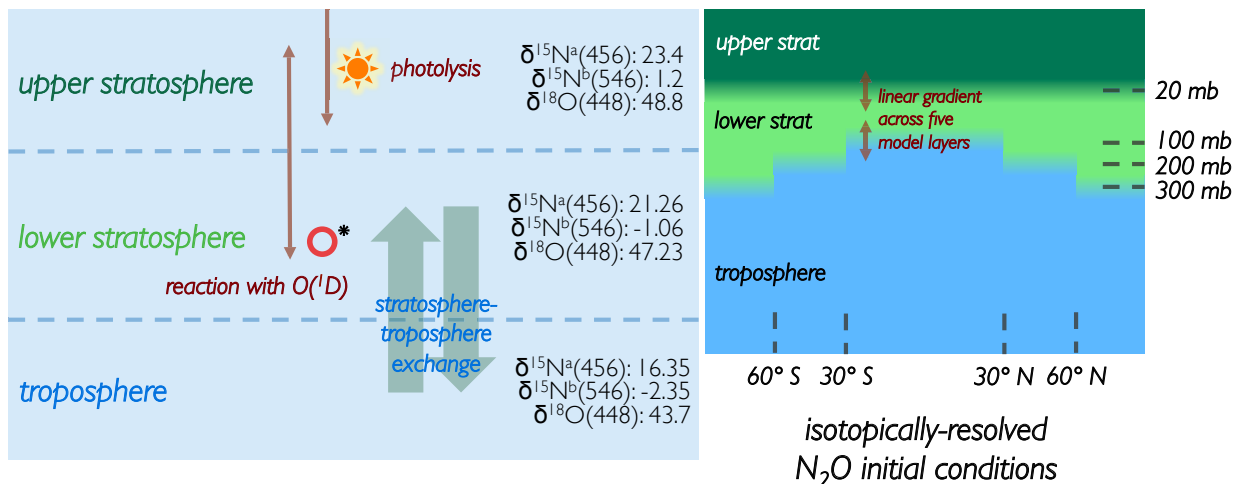 upper stratosphere
photolysis
δ¹⁵Nᵃ(456): 23.4
δ¹⁵Nᵇ(546): 1.2
δ¹⁸O(448): 48.8
lower stratosphere
*
reaction with O(¹D)
δ¹⁵Nᵃ(456): 21.26
δ¹⁵Nᵇ(546): -1.06
δ¹⁸O(448): 47.23
stratosphere-
troposphere
exchange
troposphere
δ¹⁵Nᵃ(456): 16.35
δ¹⁵Nᵇ(546): -2.35
δ¹⁸O(448): 43.7
upper strat
20 mb
linear gradient
across five
model layers
lower strat
100 mb
200 mb
300 mb
troposphere
60° S
30° S
30° N
60° N
isotopically-resolved
N₂O initial conditions